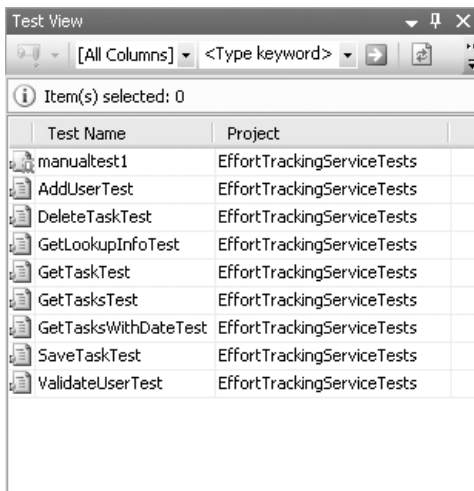 Test View
[All Columns] <Type keyword>
Item(s) selected: 0
Test Name Project
manualtest1 EffortTrackingServiceTests
AddUserTest EffortTrackingServiceTests
DeleteTaskTest EffortTrackingServiceTests
GetLookupInfoTest EffortTrackingServiceTests
GetTaskTest EffortTrackingServiceTests
GetTasksTest EffortTrackingServiceTests
GetTasksWithDateTest EffortTrackingServiceTests
SaveTaskTest EffortTrackingServiceTests
ValidateUserTest EffortTrackingServiceTests